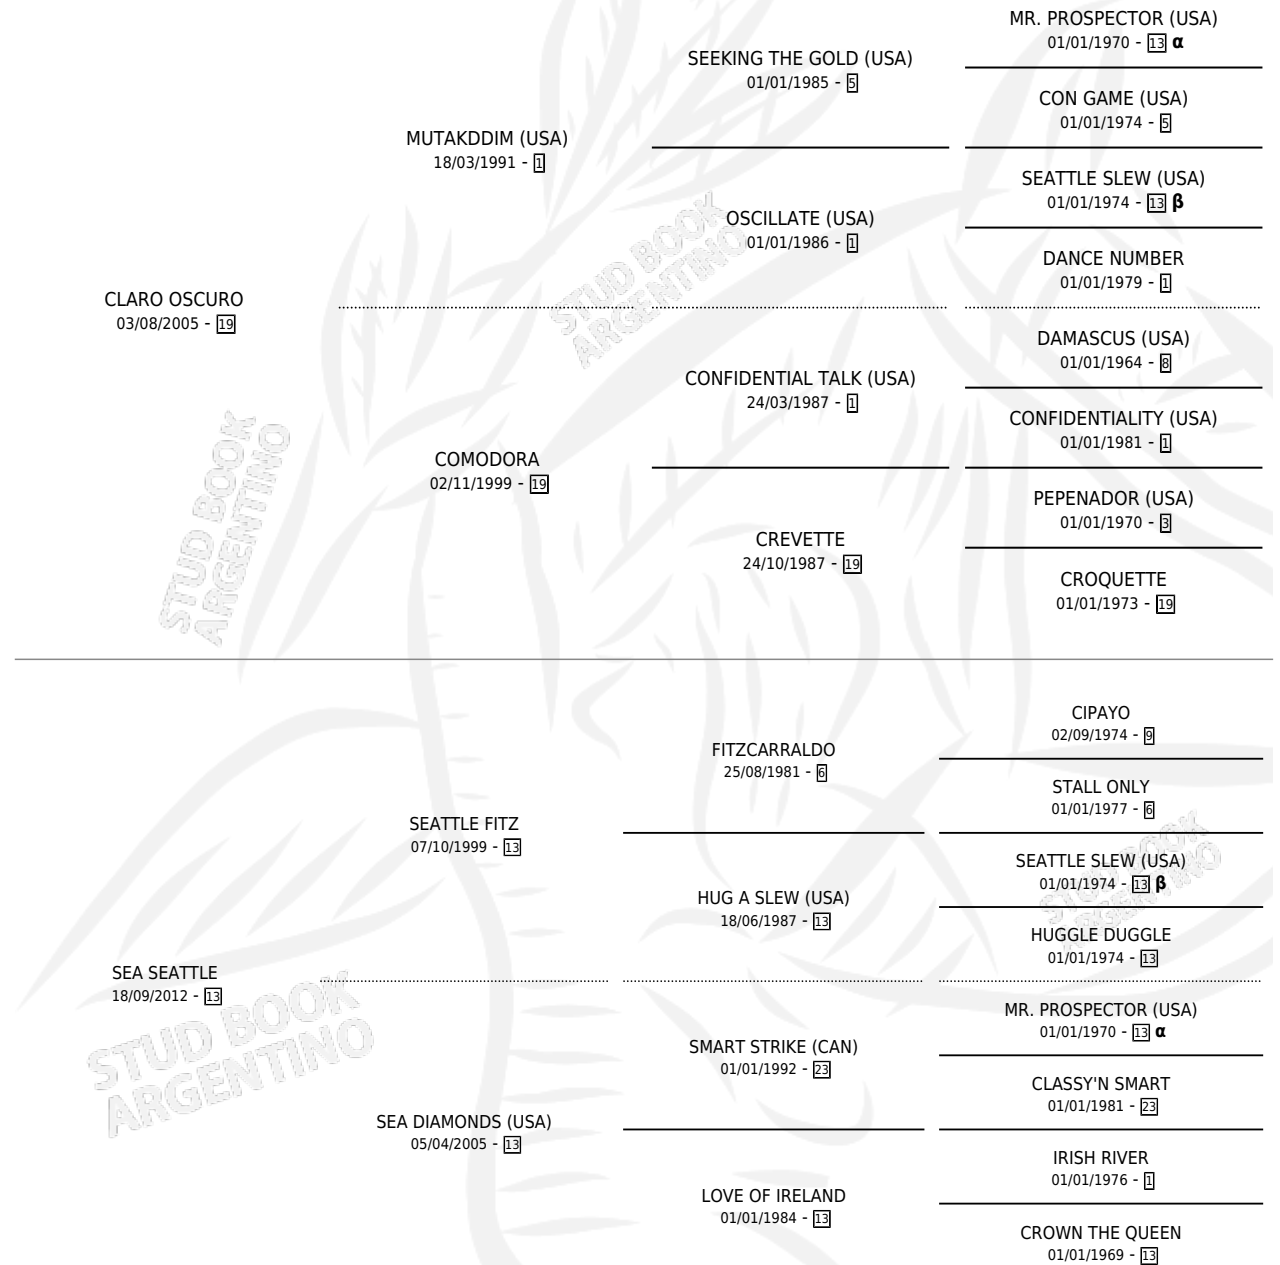 MR. PROSPECTOR (USA)
01/01/1970 - 13 α
SEEKING THE GOLD (USA)
01/01/1985 - 5
CON GAME (USA)
01/01/1974 - 5
MUTAKDDIM (USA)
18/03/1991 - 1
SEATTLE SLEW (USA)
01/01/1974 - 13 β
OSCILLATE (USA)
01/01/1986 - 1
DANCE NUMBER
01/01/1979 - 1
CLARO OSCURO
03/08/2005 - 19
DAMASCUS (USA)
01/01/1964 - 8
CONFIDENTIAL TALK (USA)
24/03/1987 - 1
CONFIDENTIALITY (USA)
01/01/1981 - 1
COMODORA
02/11/1999 - 19
PEPENADOR (USA)
01/01/1970 - 3
CREVETTE
24/10/1987 - 19
CROQUETTE
01/01/1973 - 19
CIPAYO
02/09/1974 - 9
FITZCARRALDO
25/08/1981 - 6
STALL ONLY
01/01/1977 - 6
SEATTLE FITZ
07/10/1999 - 13
SEATTLE SLEW (USA)
01/01/1974 - 13 β
HUG A SLEW (USA)
18/06/1987 - 13
HUGGLE DUGGLE
01/01/1974 - 13
SEA SEATTLE
18/09/2012 - 13
MR. PROSPECTOR (USA)
01/01/1970 - 13 α
SMART STRIKE (CAN)
01/01/1992 - 23
CLASSY'N SMART
01/01/1981 - 23
SEA DIAMONDS (USA)
05/04/2005 - 13
IRISH RIVER
01/01/1976 - 1
LOVE OF IRELAND
01/01/1984 - 13
CROWN THE QUEEN
01/01/1969 - 13
STUD BOOK
ARGENTINO
STUD BOOK
ARGENTINO
STUD BOOK
ARGENTINO
STUD BOOK
ARGENTINO